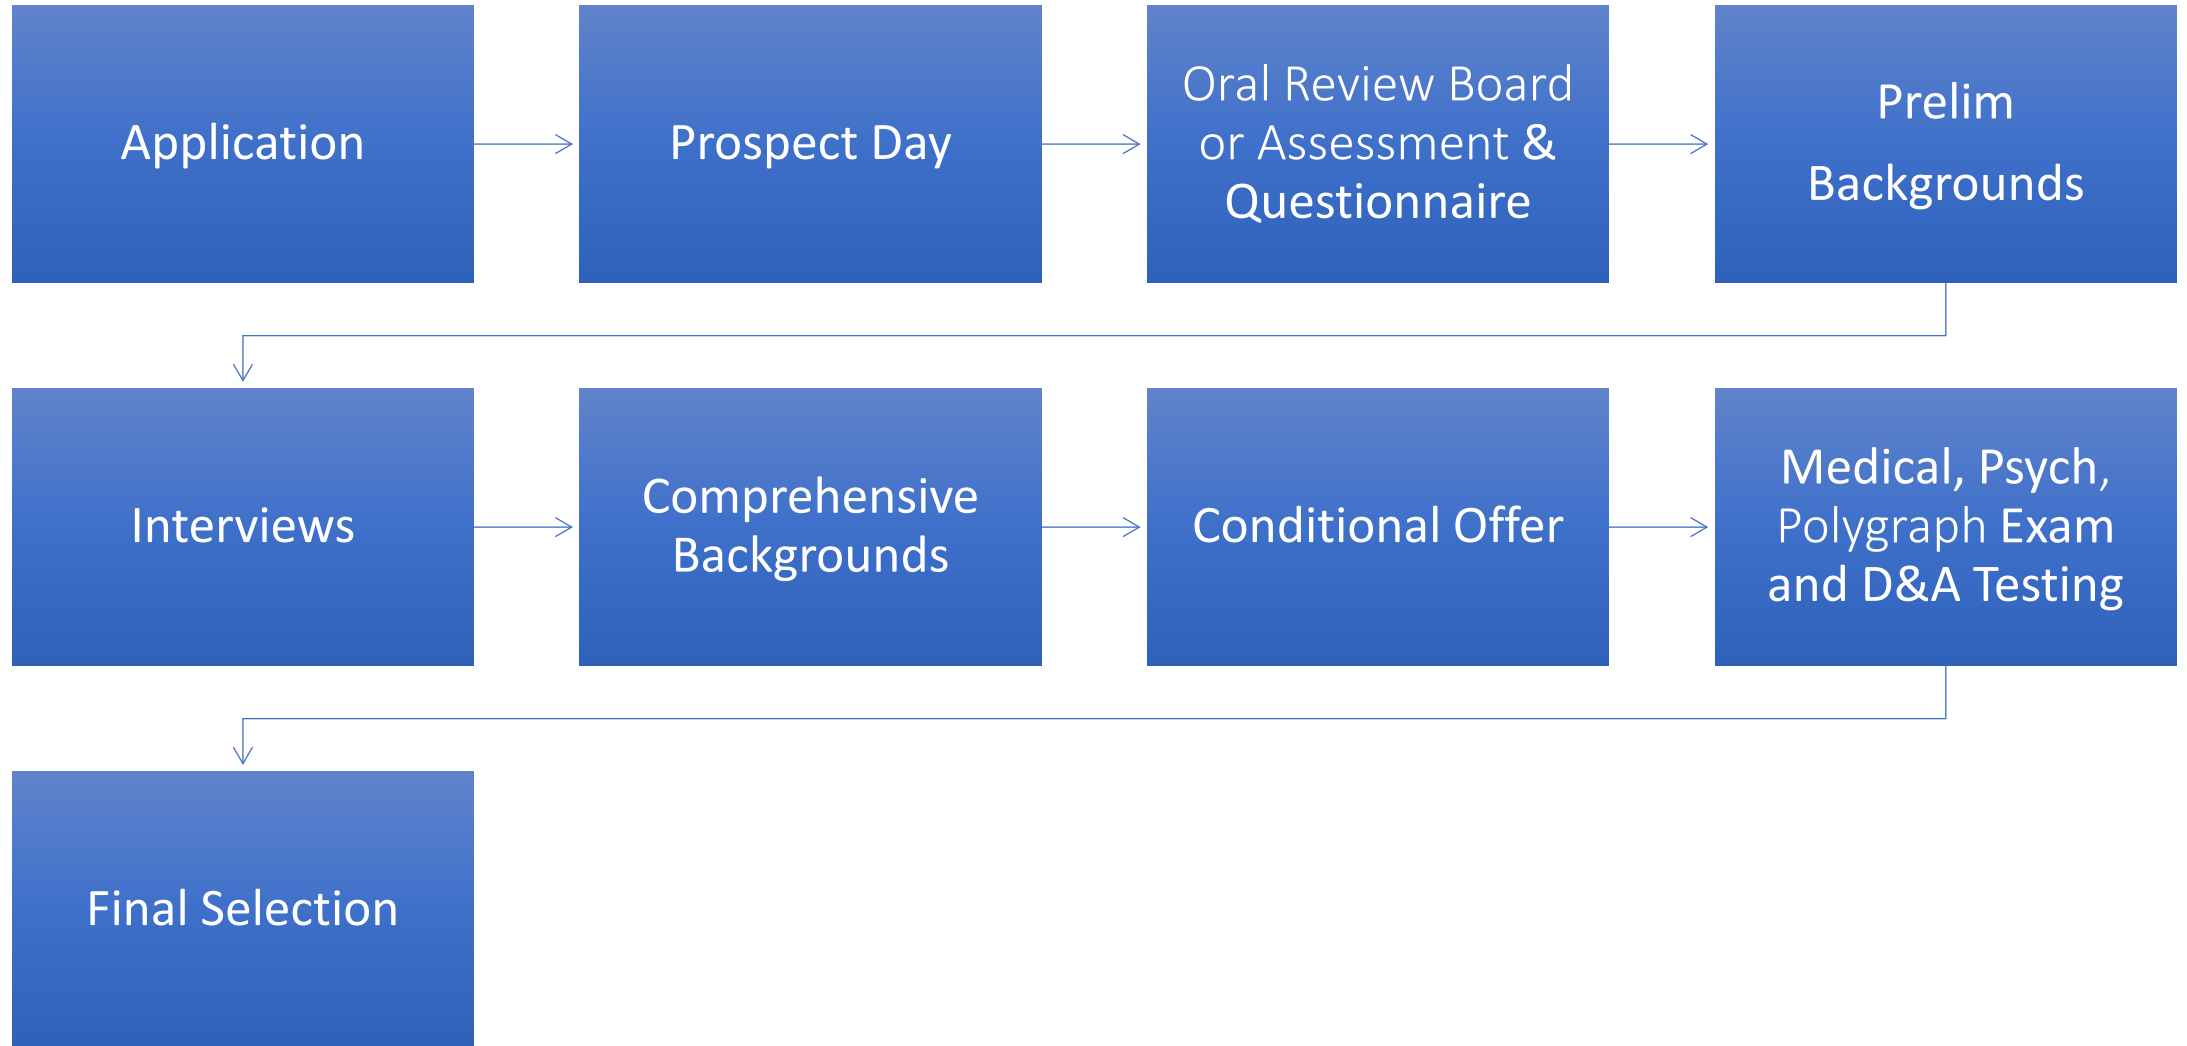 Application
Prospect Day
Oral Review Board
or Assessment &
Questionnaire
Prelim
Backgrounds
Interviews
Comprehensive
Backgrounds
Conditional Offer
Medical, Psych,
Polygraph Exam
and D&A Testing
Final Selection